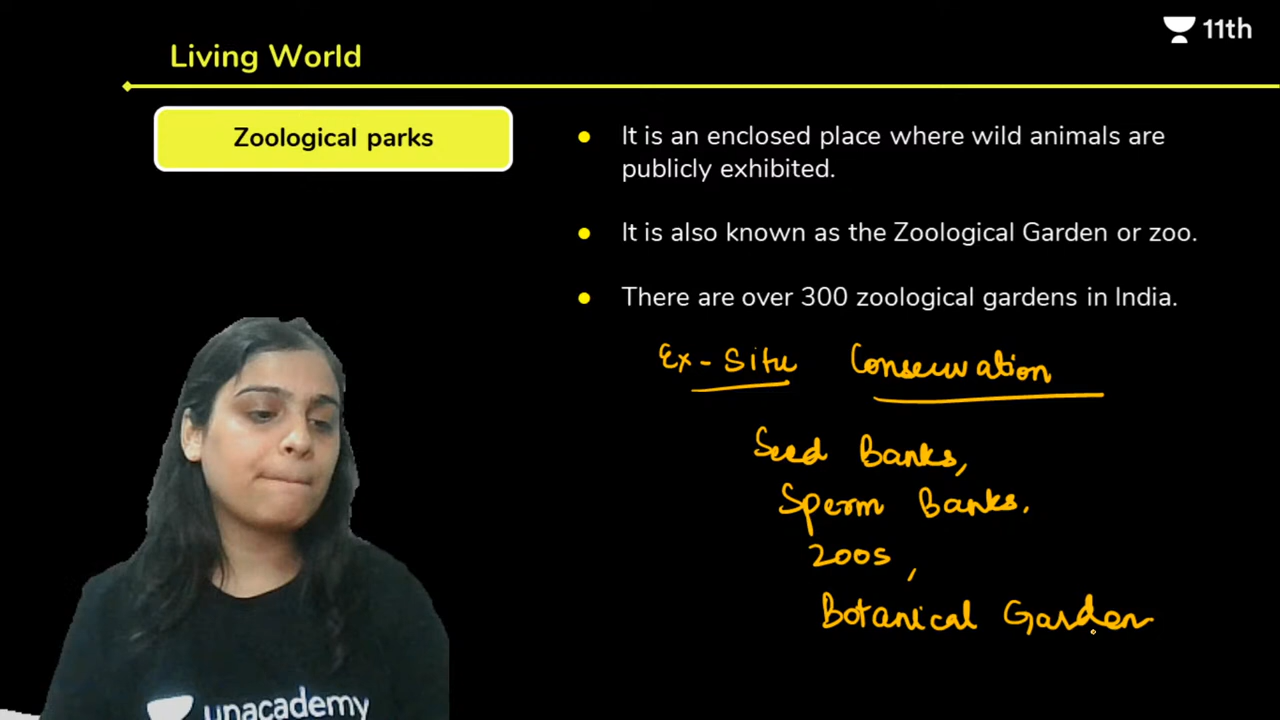 11th
Living World
Zoological parks
● It is an enclosed place where wild animals are
publicly exhibited.
● It is also known as the Zoological Garden or zoo.
● There are over 300 zoological gardens in India.
Ex-Situ Conservation
Seed Banks,
Sperm Banks.
Zoos,
Botanical Garden
unacademy